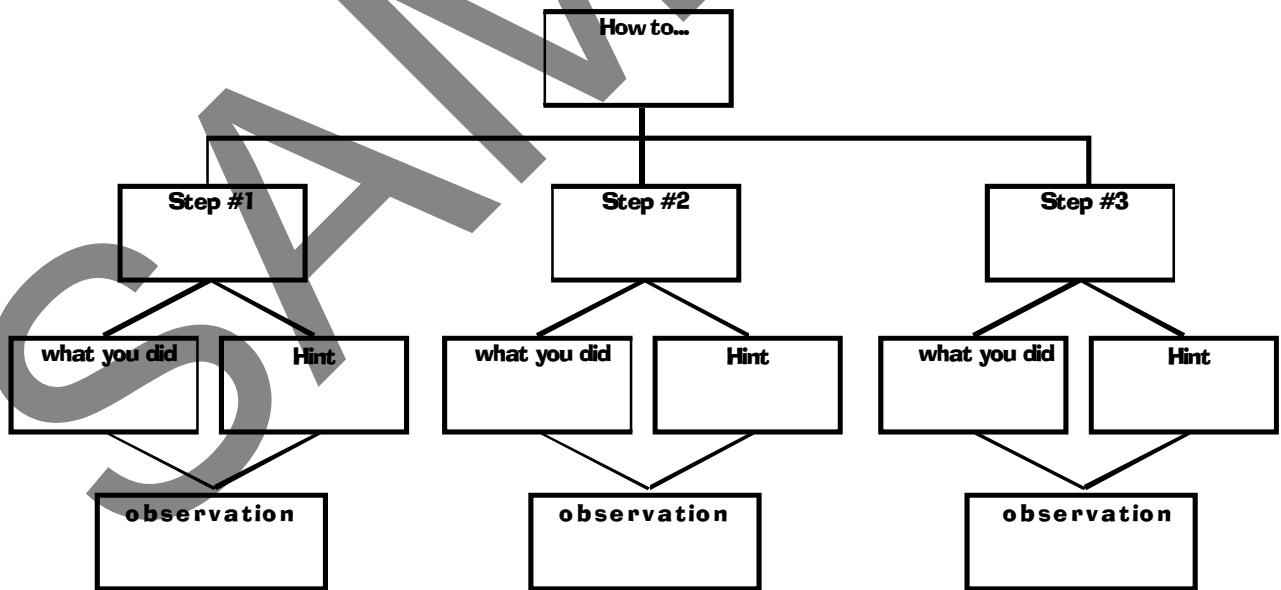 How to...
Step #1
Step #2
Step #3
what you did
Hint
what you did
Hint
what you did
Hint
observation
observation
observation